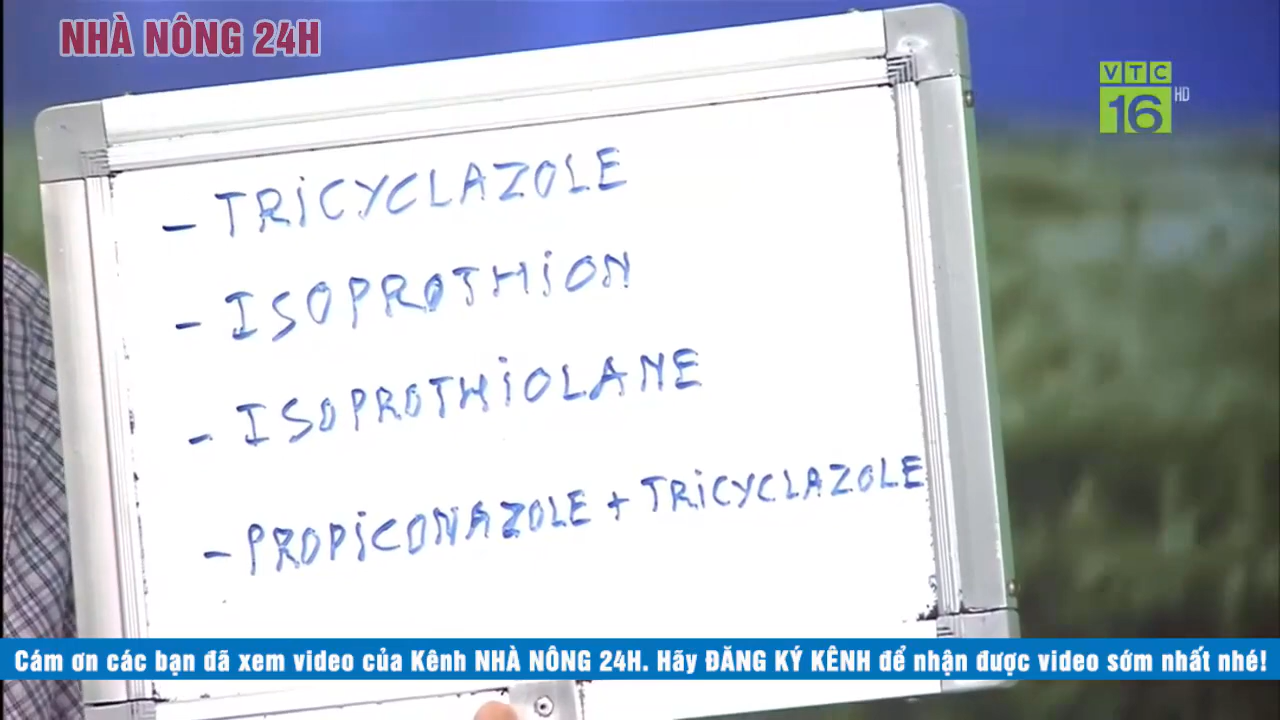 NHÀ NÔNG 24H
VTC
16 HD
- TRiCYCLAZOLE
- ISOPROTHiON
- ISOPROTHiOLANE
- PROPiCONAZOLE + TRiCYCLAZOLE
Cám ơn các bạn đã xem video của Kênh NHÀ NÔNG 24H. Hãy ĐĂNG KÝ KÊNH để nhận được video sớm nhất nhé!